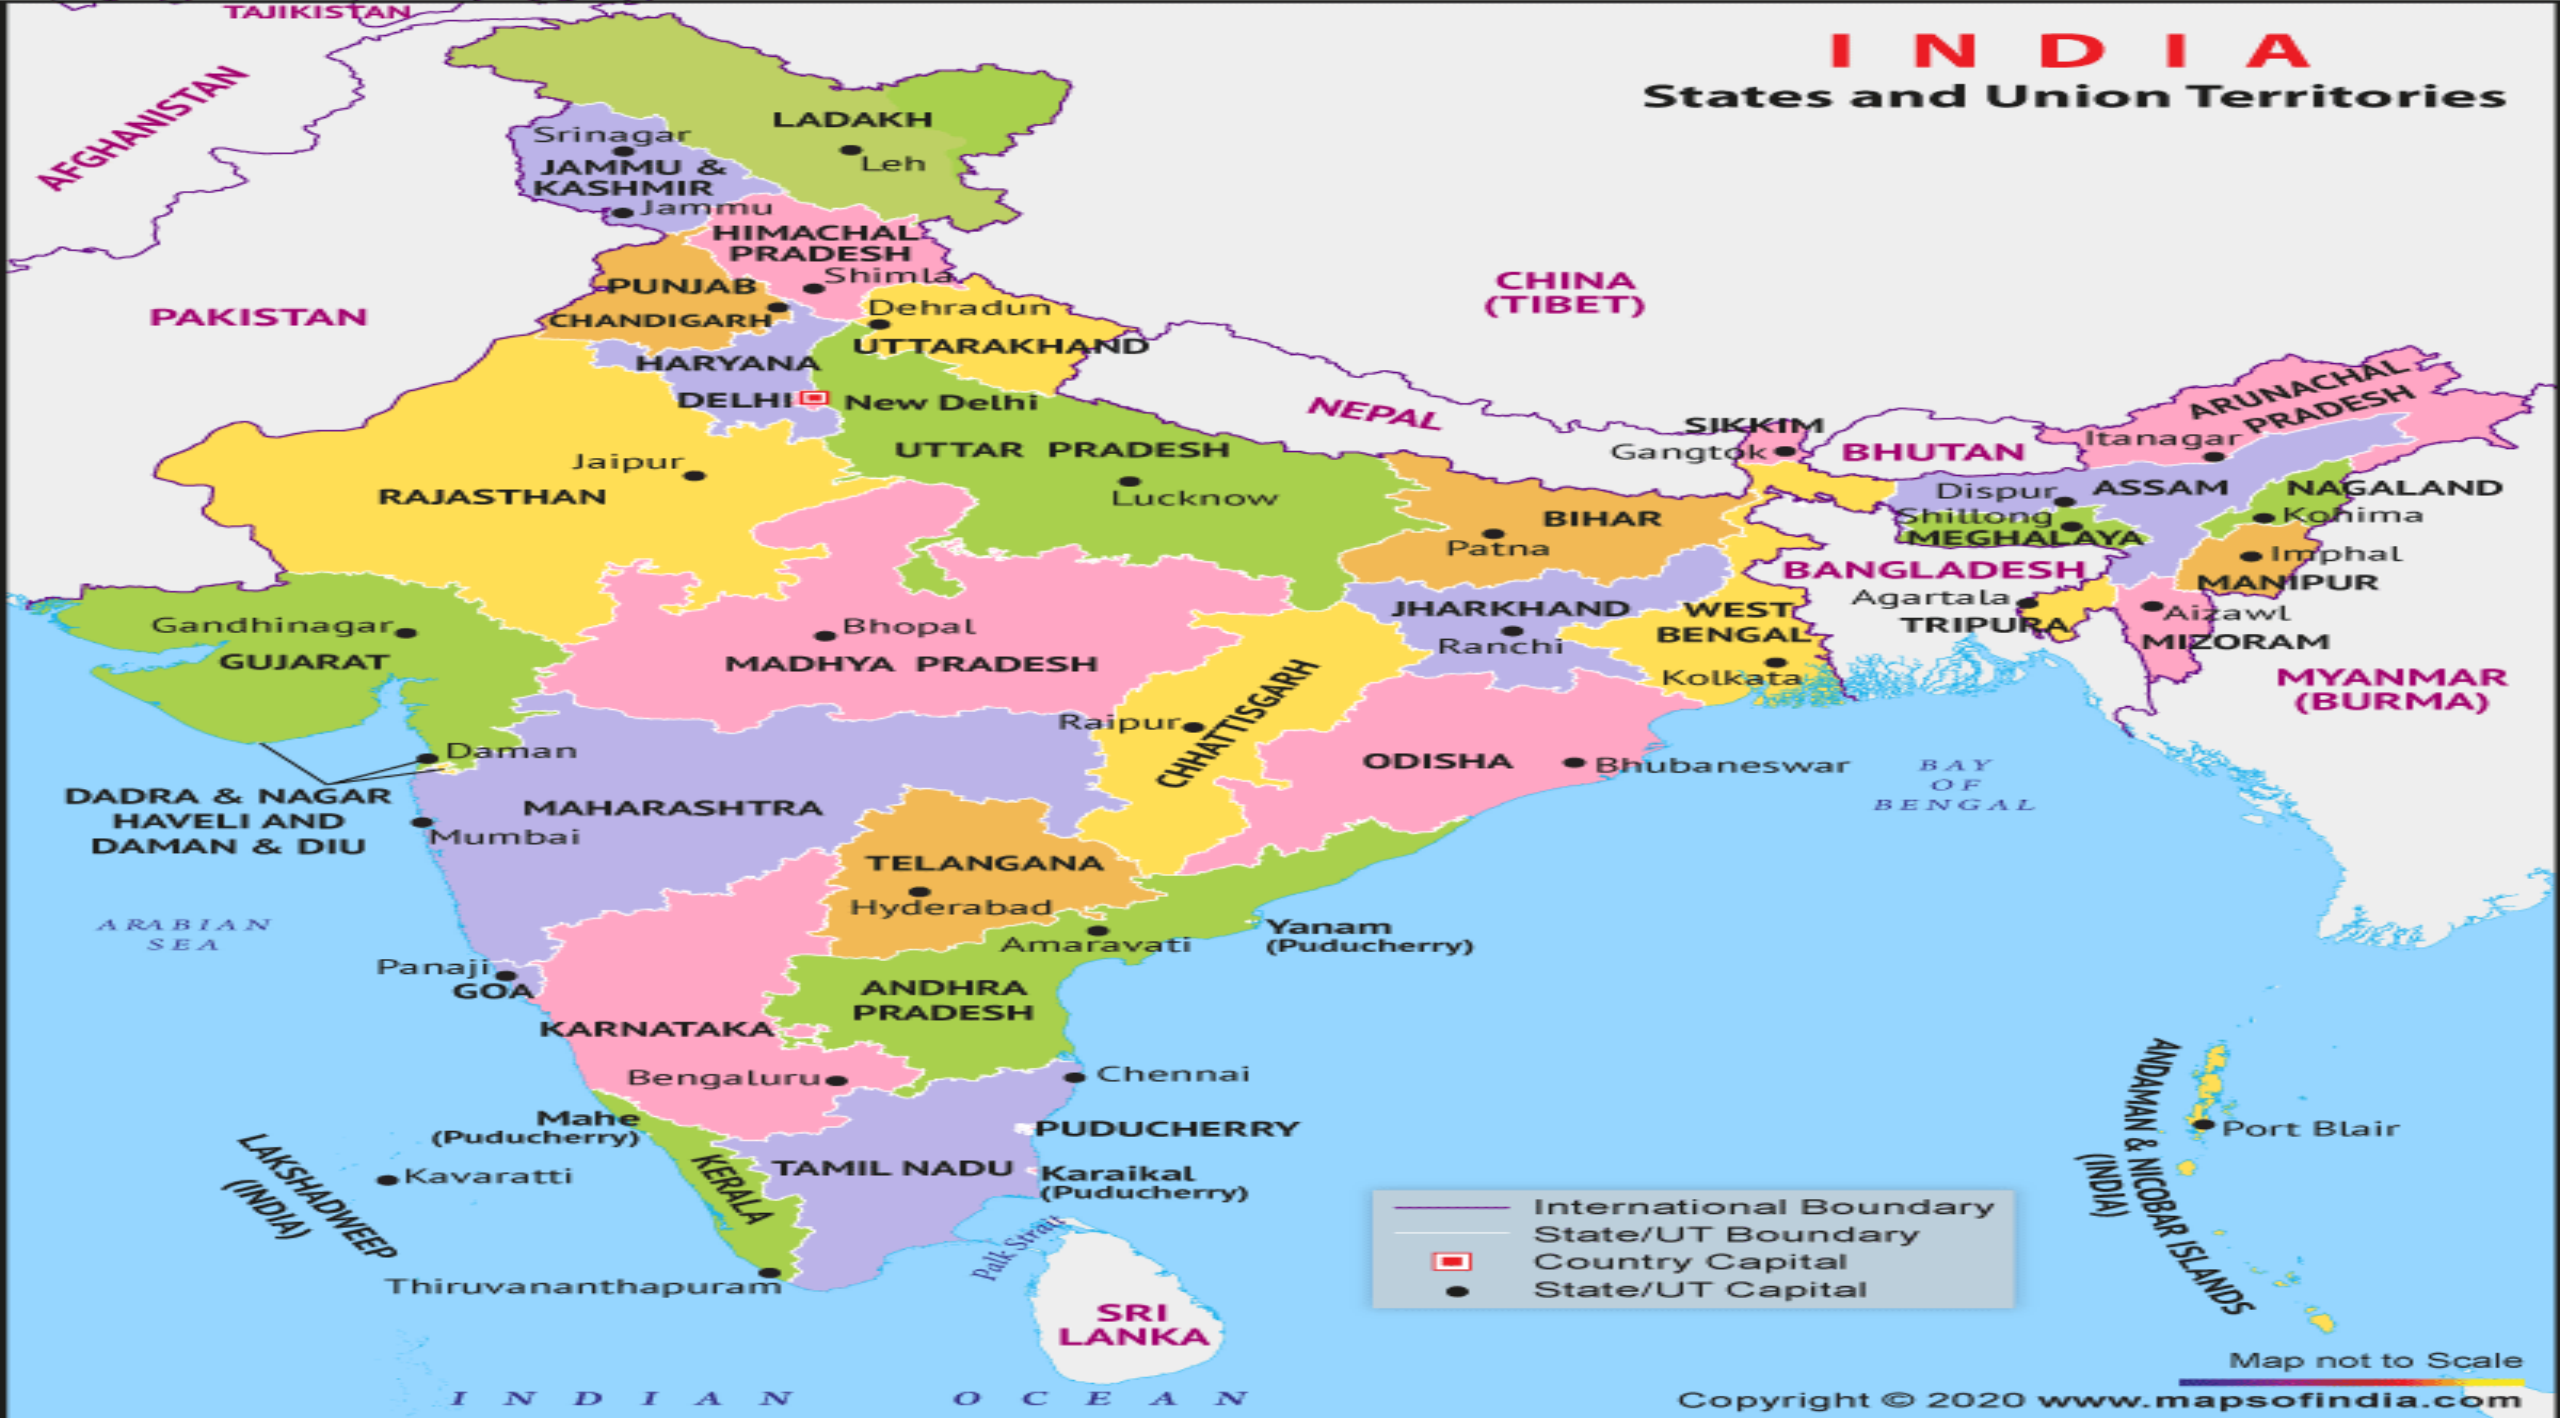 TAJIKISTAN
I N D I A
States and Union Territories
AFGHANISTAN
LADAKH
Leh
Srinagar
JAMMU &
KASHMIR
Jammu
HIMACHAL
PRADESH
Shimla
PUNJAB
CHANDIGARH
PAKISTAN
CHINA
(TIBET)
Dehradun
UTTARAKHAND
HARYANA
DELHI
New Delhi
NEPAL
UTTAR PRADESH
Lucknow
Jaipur
RAJASTHAN
SIKKIM
Gangtok
BHUTAN
ARUNACHAL
PRADESH
Itanagar
Dispur
ASSAM
NAGALAND
Kohima
Shillong
MEGHALAYA
Imphal
MANIPUR
BIHAR
Patna
BANGLADESH
Agartala
TRIPURA
Aizawl
MIZORAM
MYANMAR
(BURMA)
JHARKHAND
Ranchi
WEST
BENGAL
Kolkata
Gandhinagar
GUJARAT
Bhopal
MADHYA PRADESH
Raipur
CHHATTISGARH
ODISHA
Bhubaneswar
BAY
OF
BENGAL
Daman
DADRA & NAGAR
HAVELI AND
DAMAN & DIU
MAHARASHTRA
Mumbai
TELANGANA
Hyderabad
ARABIAN
SEA
Amaravati
Yanam
(Puducherry)
Panaji
GOA
ANDHRA
PRADESH
KARNATAKA
Bengaluru
Chennai
Mahe
(Puducherry)
PUDUCHERRY
KERALA
TAMIL NADU
Karaikal
(Puducherry)
LAKSHADWEEP
(INDIA)
Kavaratti
Thiruvananthapuram
Palk Strait
SRI
LANKA
ANDAMAN & NICOBAR ISLANDS
(INDIA)
Port Blair
International Boundary
State/UT Boundary
Country Capital
State/UT Capital
INDIAN OCEAN
Map not to Scale
Copyright © 2020 www.mapsofindia.com